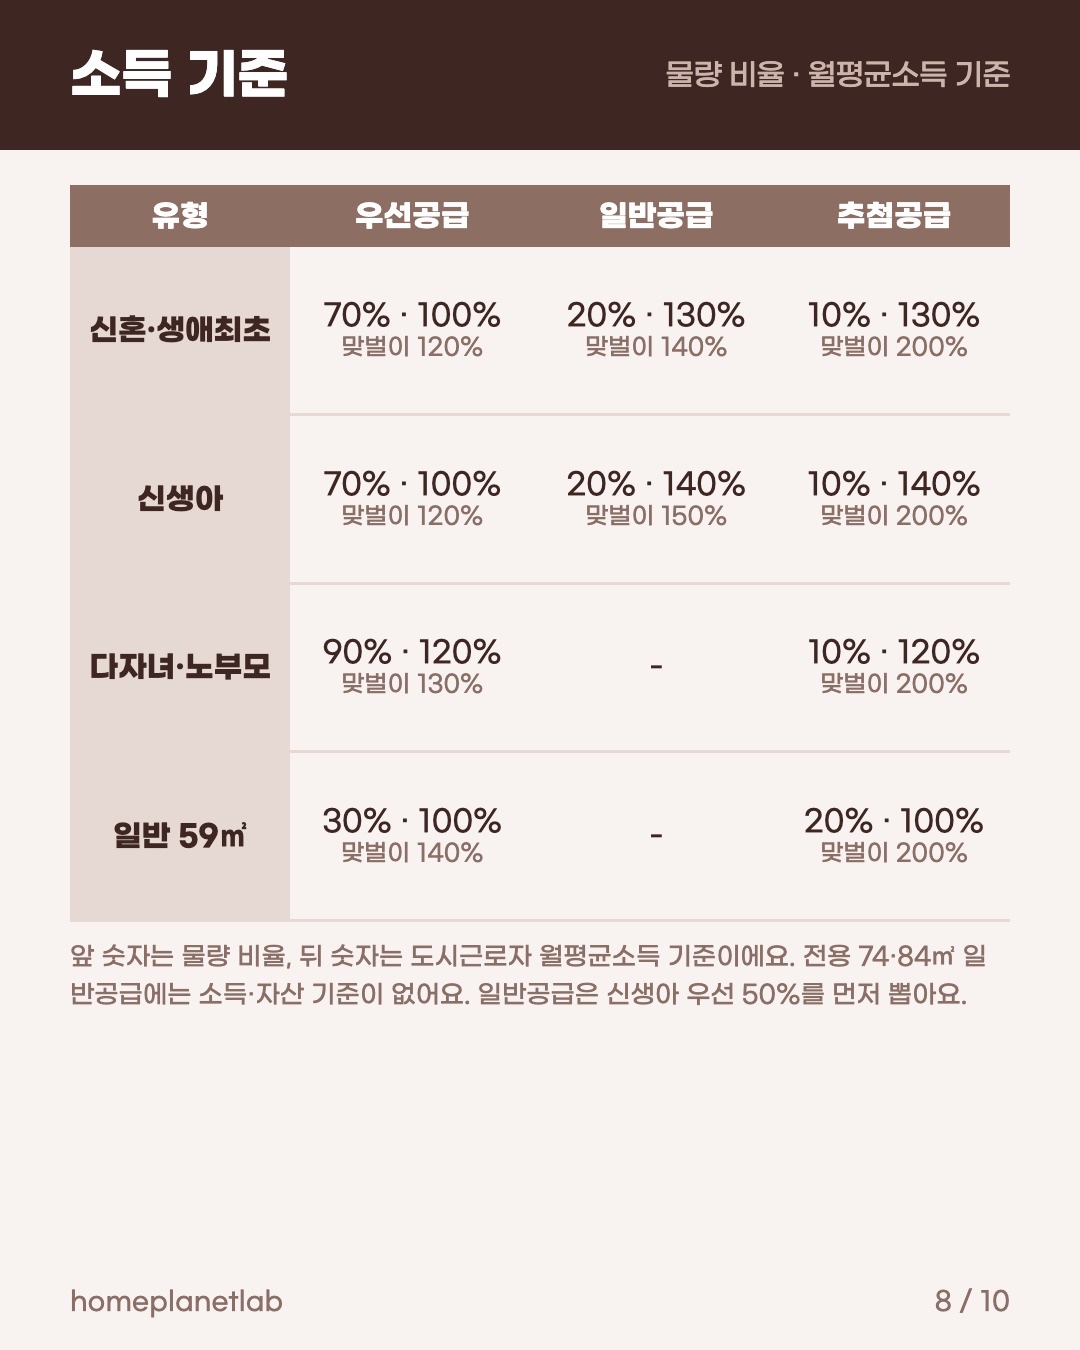 소득 기준
물량 비율 · 월평균소득 기준
유형 우선공급 일반공급 추첨공급
신혼·생애최초 70% · 100% 20% · 130% 10% · 130%
맞벌이 120% 맞벌이 140% 맞벌이 200%
신생아 70% · 100% 20% · 140% 10% · 140%
맞벌이 120% 맞벌이 150% 맞벌이 200%
다자녀·노부모 90% · 120% - 10% · 120%
맞벌이 130% 맞벌이 200%
일반 59㎡ 30% · 100% - 20% · 100%
맞벌이 140% 맞벌이 200%
앞 숫자는 물량 비율, 뒤 숫자는 도시근로자 월평균소득 기준이에요. 전용 74·84㎡ 일
반공급에는 소득·자산 기준이 없어요. 일반공급은 신생아 우선 50%를 먼저 뽑아요.
homeplanetlab
8 / 10